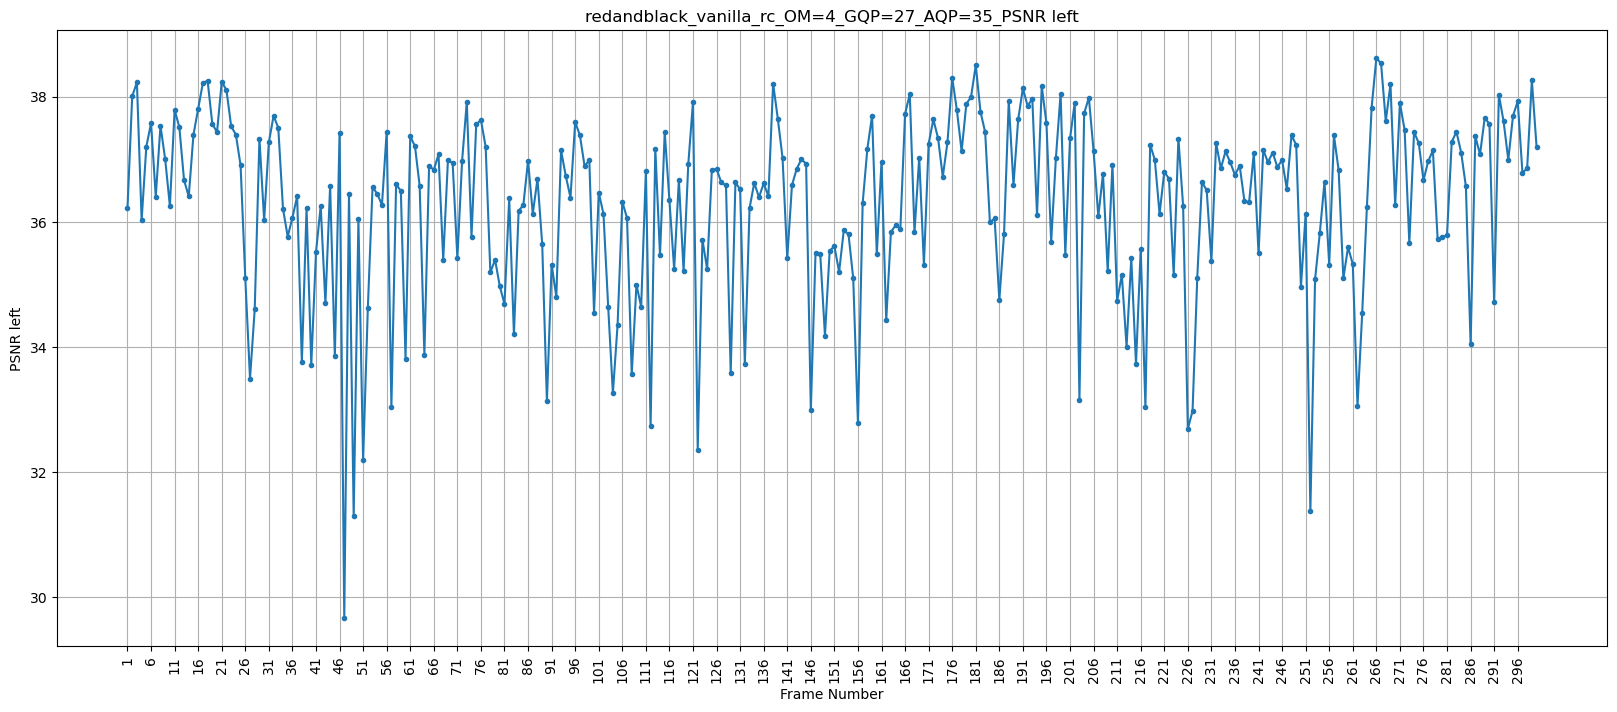 redandblack_vanilla_rc_OM=4_GQP=27_AQP=35_PSNR left
PSNR left
38
36
34
32
30
1 6 11 16 21 26 31 36 41 46 51 56 61 66 71 76 81 86 91 96 101 106 111 116 121 126 131 136 141 146 151 156 161 166 171 176 181 186 191 196 201 206 211 216 221 226 231 236 241 246 251 256 261 266 271 276 281 286 291 296
Frame Number